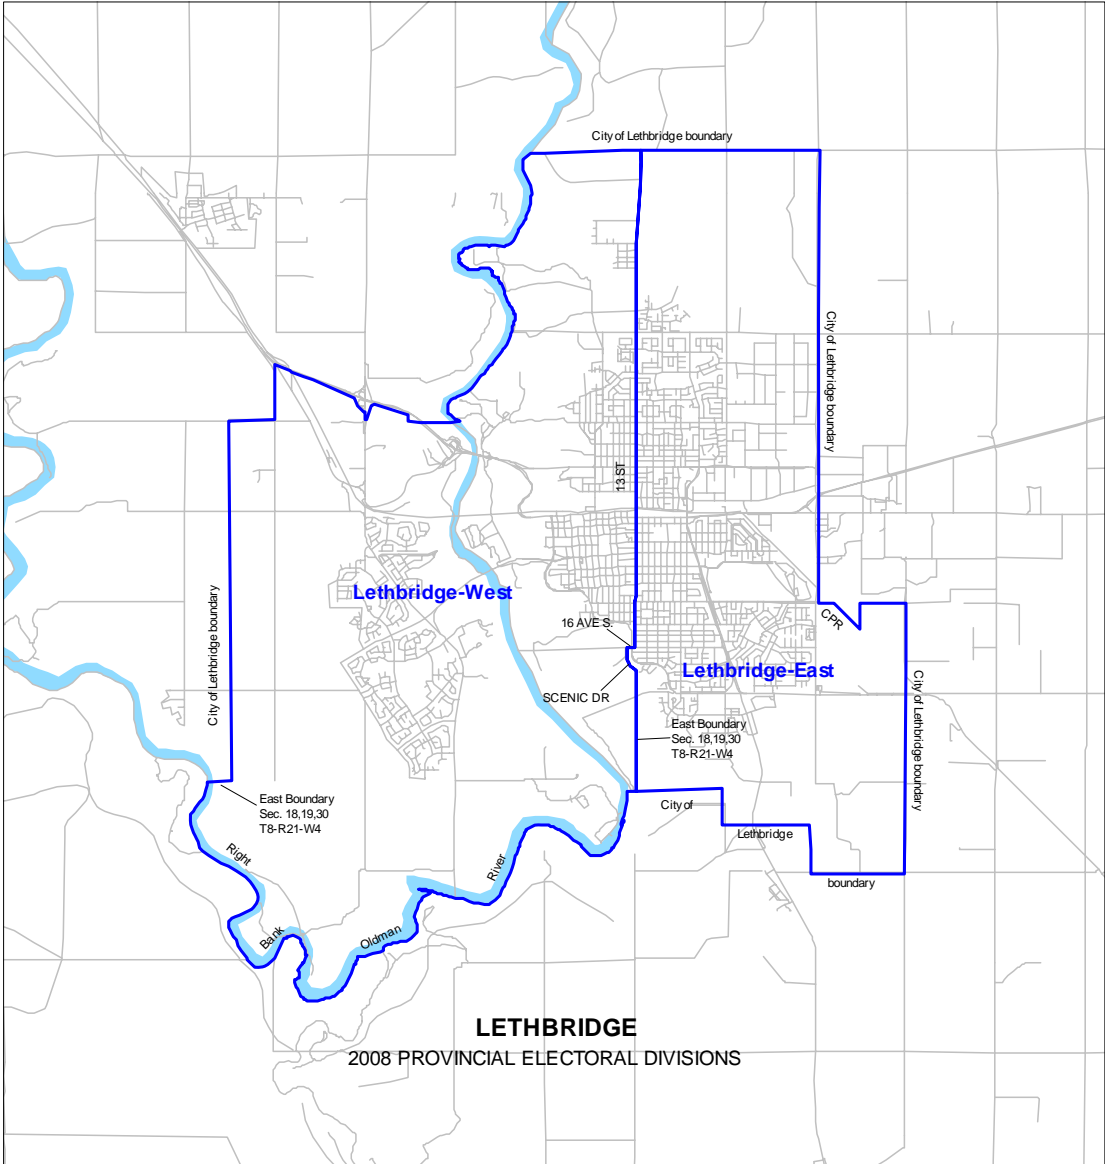 City of Lethbridge boundary
City of Lethbridge boundary
13 ST
Lethbridge-West
City of Lethbridge boundary
16 AVE S.
CPR
Lethbridge-East
SCENIC DR
City of Lethbridge boundary
East Boundary
Sec. 18,19,30
T8-R21-W4
East Boundary
Sec. 18,19,30
T8-R21-W4
City of
Lethbridge
boundary
Right
Bank
Oldman
River
LETHBRIDGE
2008 PROVINCIAL ELECTORAL DIVISIONS